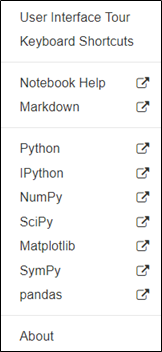 User Interface Tour
Keyboard Shortcuts
Notebook Help
Markdown
Python
IPython
NumPy
SciPy
Matplotlib
SymPy
pandas
About